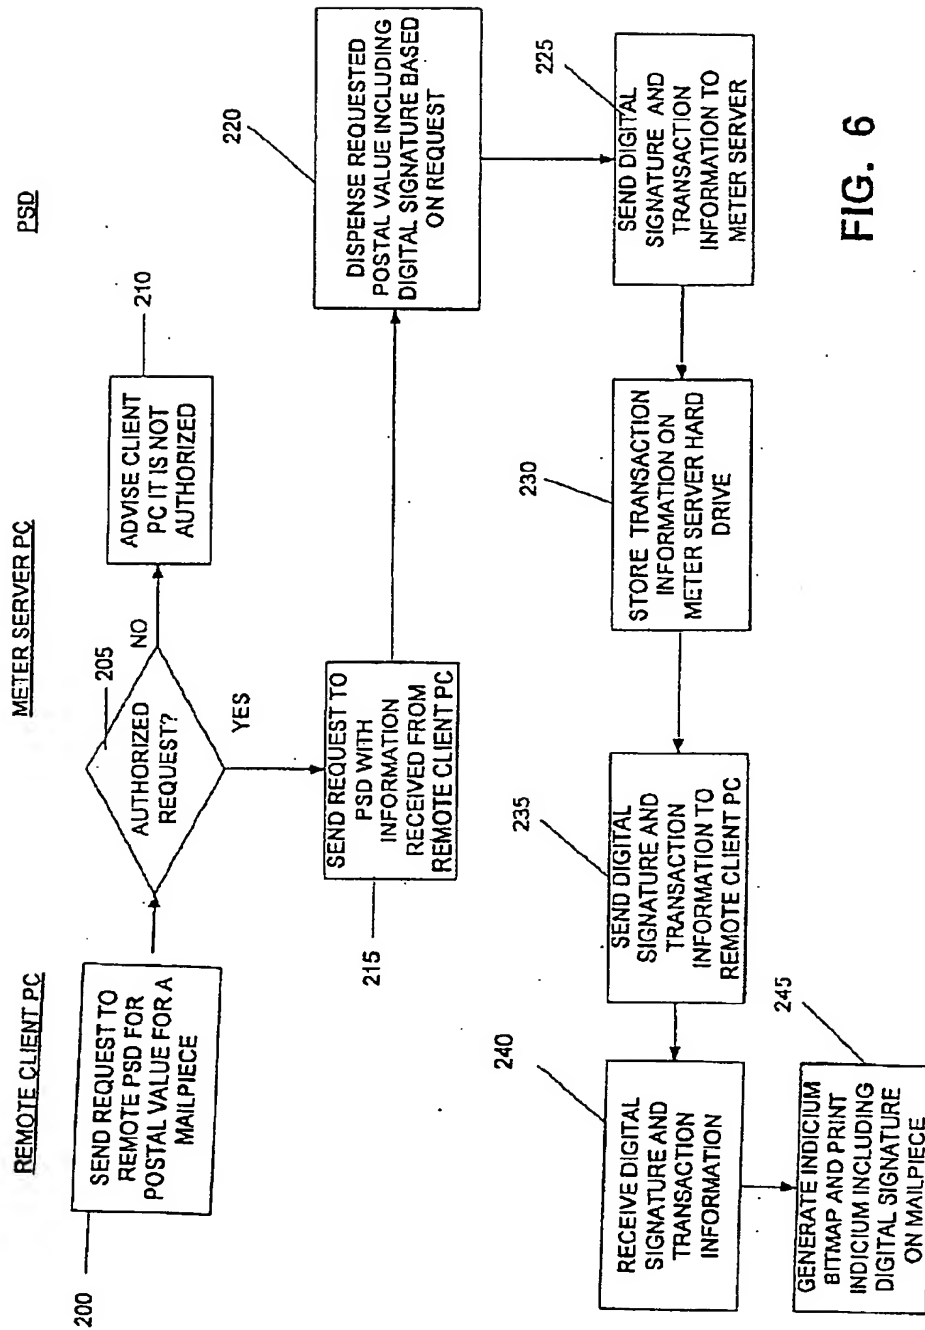 REMOTE CLIENT PC
METER SERVER PC
PSD
200
SEND REQUEST TO
REMOTE PSD FOR
POSTAL VALUE FOR A
MAILPIECE
205
AUTHORIZED
REQUEST?
NO
YES
210
ADVISE CLIENT
PC IT IS NOT
AUTHORIZED
215
SEND REQUEST TO
PSD WITH
INFORMATION
RECEIVED FROM
REMOTE CLIENT PC
220
DISPENSE REQUESTED
POSTAL VALUE INCLUDING
DIGITAL SIGNATURE BASED
ON REQUEST
225
SEND DIGITAL
SIGNATURE AND
TRANSACTION
INFORMATION TO
METER SERVER
230
STORE TRANSACTION
INFORMATION ON
METER SERVER HARD
DRIVE
235
SEND DIGITAL
SIGNATURE AND
TRANSACTION
INFORMATION TO
REMOTE CLIENT PC
240
RECEIVE DIGITAL
SIGNATURE AND
TRANSACTION
INFORMATION
245
GENERATE INDICIUM
BITMAP AND PRINT
INDICIUM INCLUDING
DIGITAL SIGNATURE
ON MAILPIECE
FIG. 6